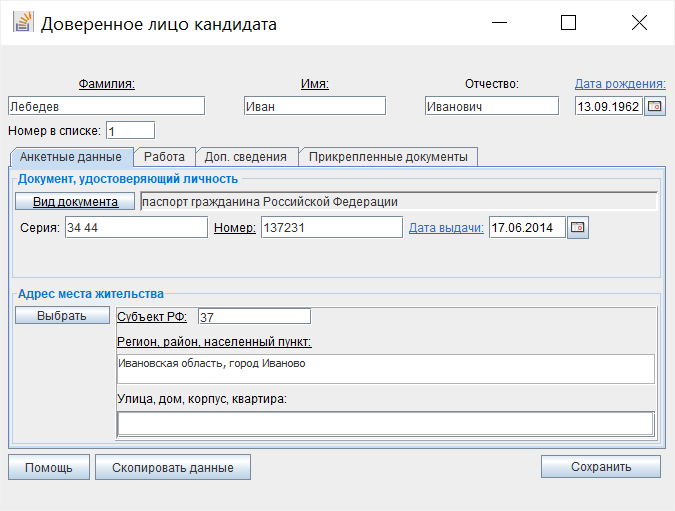 Доверенное лицо кандидата
Фамилия: Имя: Отчество: Дата рождения:
Лебедев Иван Иванович 13.09.1962
Номер в списке: 1
Анкетные данные Работа Доп. сведения Прикрепленные документы
Документ, удостоверяющий личность
Вид документа паспорт гражданина Российской Федерации
Серия: 34 44 Номер: 137231 Дата выдачи: 17.06.2014
Адрес места жительства
Выбрать Субъект РФ: 37
Регион, район, населенный пункт:
Ивановская область, город Иваново
Улица, дом, корпус, квартира:
Помощь Скопировать данные Сохранить